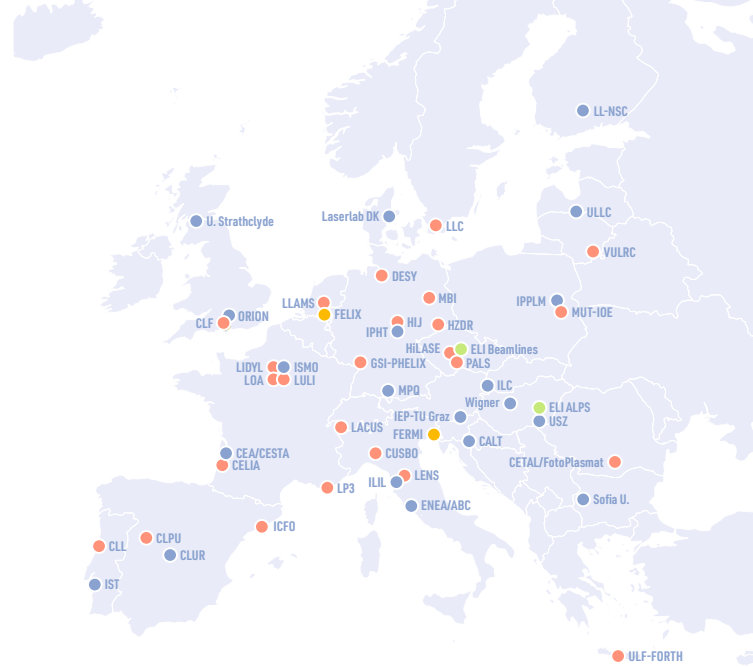 LL-NSC
ULLC
Laserlab DK
U. Strathclyde
LLC
VULRC
DESY
MBI
LLAMS
IPPLM
FELIX
MUT-IOE
ORION
CLF
HIJ
HZDR
IPHT
HiLASE
ELI Beamlines
GSI-PHELIX
PALS
LIDYL
ISMO
LOA
LULI
ILC
MPQ
Wigner
ELI ALPS
IEP-TU Graz
USZ
LACUS
FERMI
CALT
CEA/CESTA
CUSBO
CELIA
CETAL/FotoPlasmat
LENS
ILIL
LP3
Sofia U.
ENEA/ABC
ICFO
CLPU
CLL
CLUR
IST
ULF-FORTH